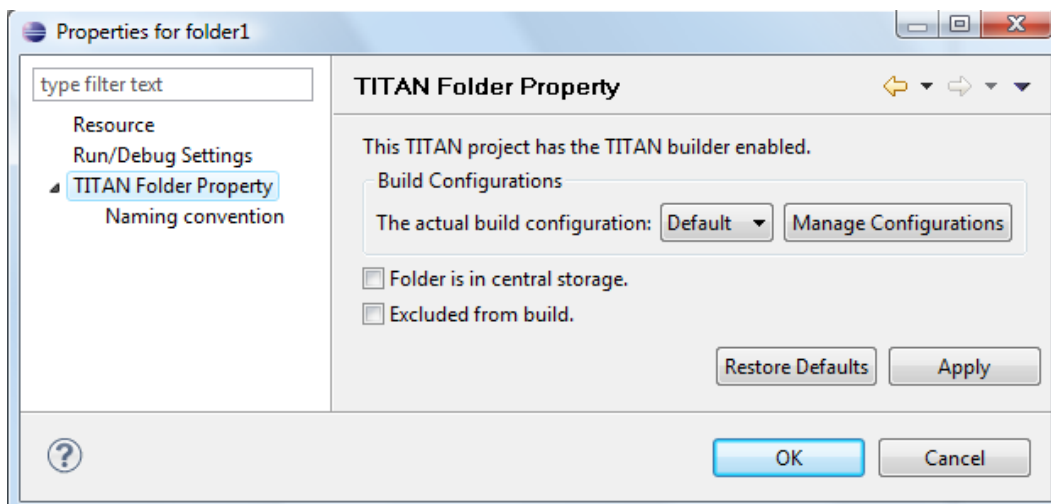 Properties for folder1
type filter text
Resource
Run/Debug Settings
TITAN Folder Property
Naming convention
TITAN Folder Property
This TITAN project has the TITAN builder enabled.
Build Configurations
The actual build configuration: Default Manage Configurations
Folder is in central storage.
Excluded from build.
Restore Defaults Apply
OK Cancel